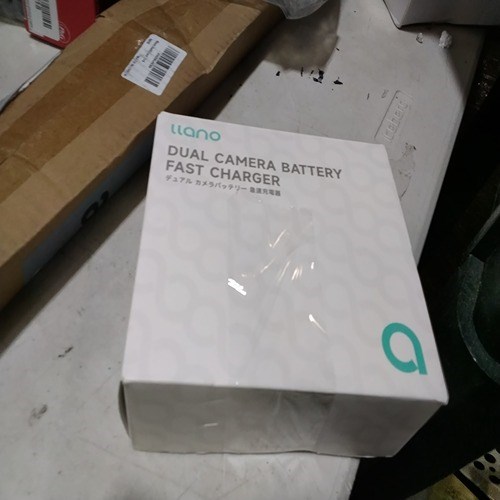 llano
DUAL CAMERA BATTERY
FAST CHARGER
デュアル カメラバッテリー 急速充電器